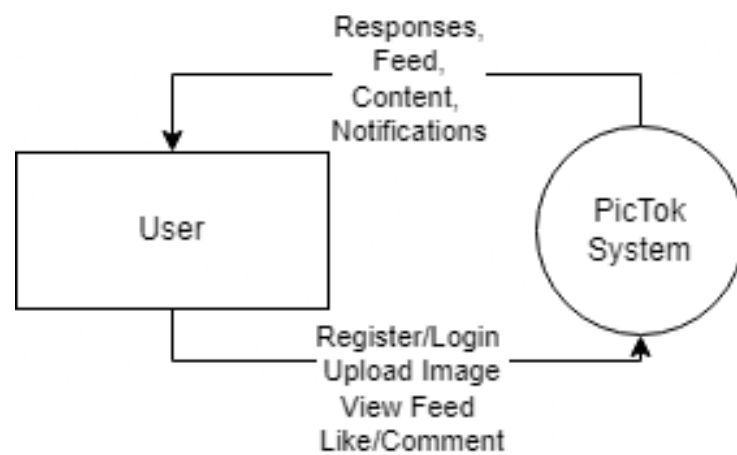 Responses,
Feed,
Content,
Notifications
User
PicTok
System
Register/Login
Upload Image
View Feed
Like/Comment